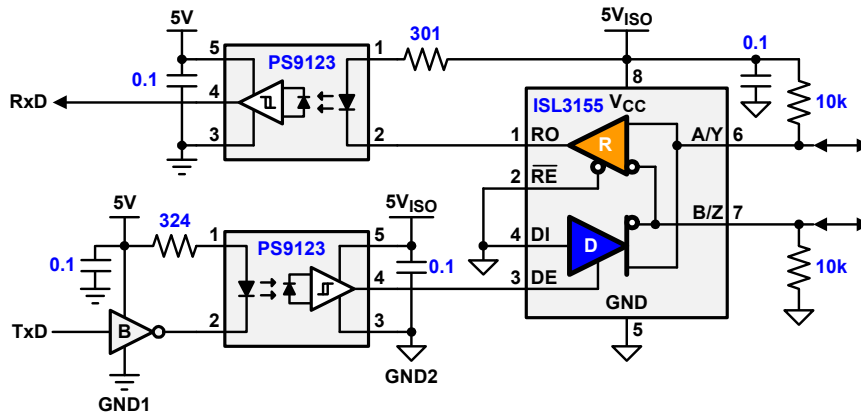 5V
5
PS9123
1
301
5VISO
0.1
0.1
4
8
10k
RxD
ISL3155
VCC
3
2
1
RO
R
A/Y
6
2
RE
5V
5VISO
B/Z
7
324
1
PS9123
5
4
DI
D
0.1
4
0.1
3
DE
10k
TxD
B
2
3
GND
5
GND1
GND2